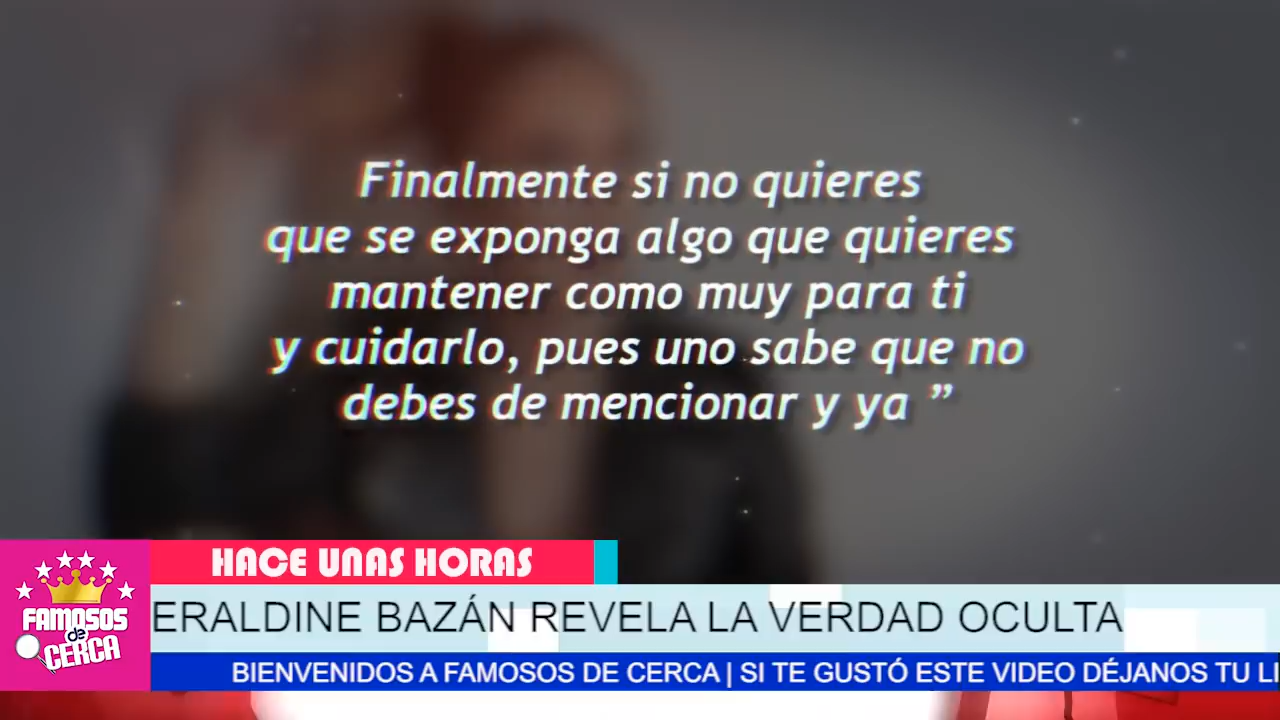 Finalmente si no quieres
que se exponga algo que quieres
mantener como muy para ti
y cuidarlo, pues uno sabe que no
debes de mencionar y ya ”
HACE UNAS HORAS
FAMOSOS
de
CERCA
ERALDINE BAZÁN REVELA LA VERDAD OCULTA
BIENVENIDOS A FAMOSOS DE CERCA | SI TE GUSTÓ ESTE VIDEO DÉJANOS TU LI